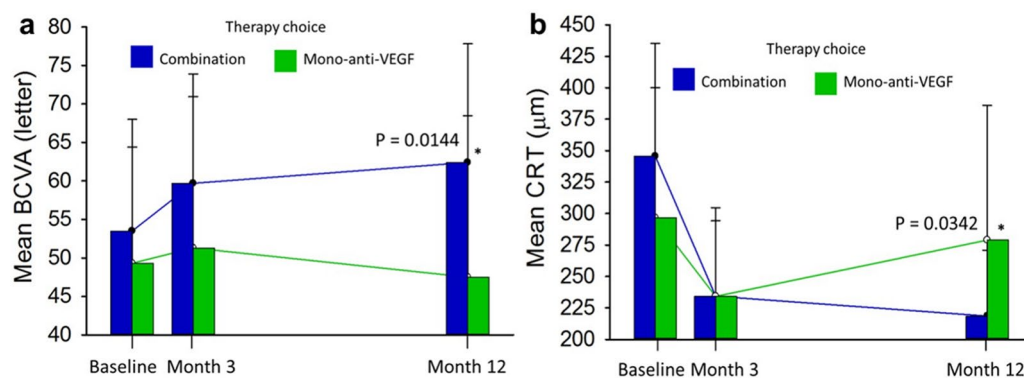 a
Therapy choice
Combination Mono-anti-VEGF
Mean BCVA (letter)
80
75
70
65
60
55
50
45
40
P = 0.0144 *
Baseline Month 3 Month 12
b
Therapy choice
Combination Mono-anti-VEGF
Mean CRT (μm)
450
425
400
375
350
325
300
275
250
225
200
P = 0.0342 *
Baseline Month 3 Month 12